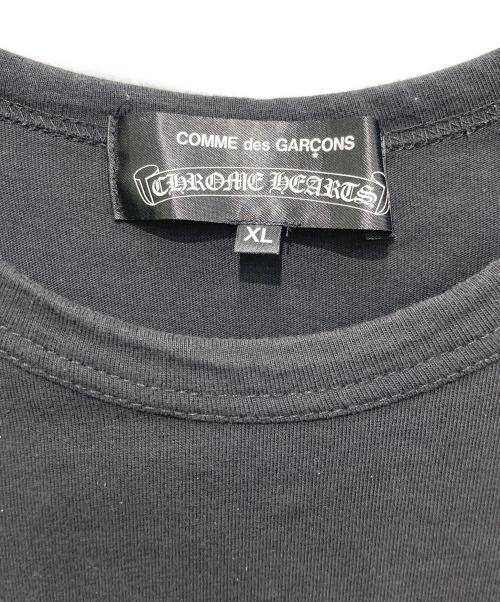 COMME des GARÇONS
*
CHROME HEARTS
XL